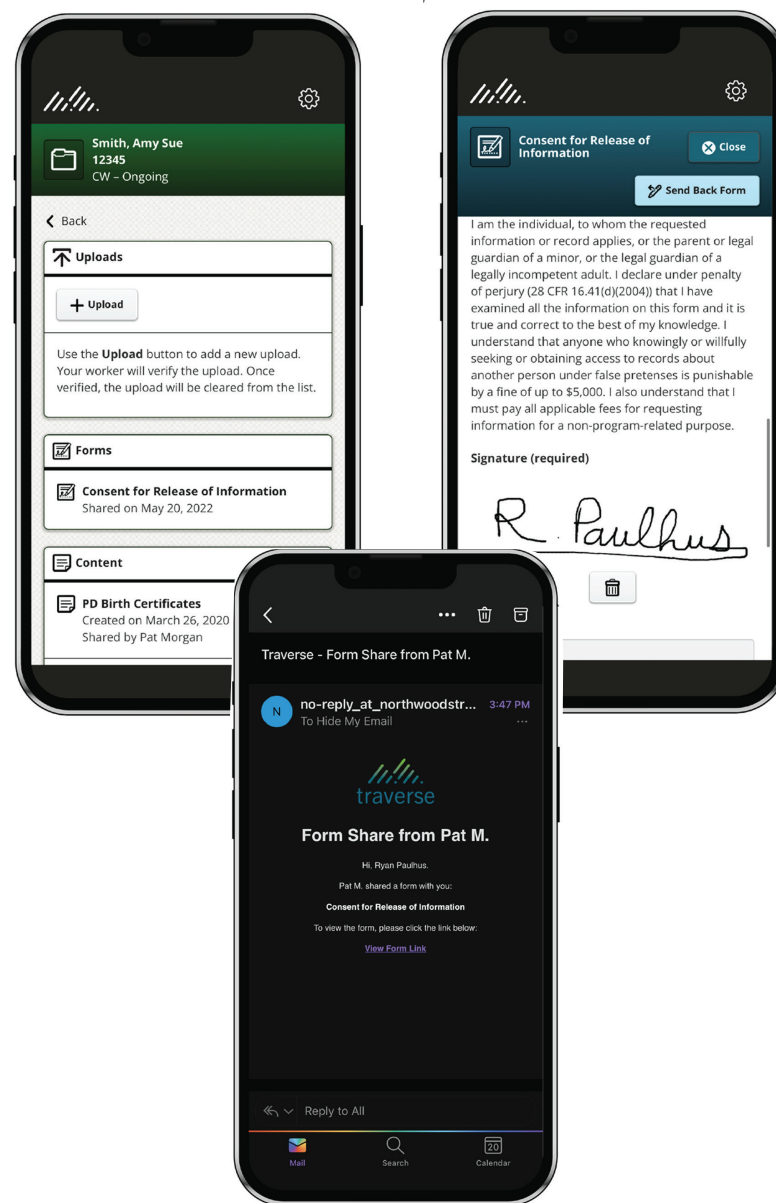 Smith, Amy Sue
12345
CW – Ongoing
Back
Uploads
+ Upload
Use the Upload button to add a new upload.
Your worker will verify the upload. Once
verified, the upload will be cleared from the list.
Forms
Consent for Release of Information
Shared on May 20, 2022
Content
PD Birth Certificates
Created on March 26, 2020
Shared by Pat Morgan
Consent for Release of
Information
Close
Send Back Form
I am the individual, to whom the requested
information or record applies, or the parent or legal
guardian of a minor, or the legal guardian of a
legally incompetent adult. I declare under penalty
of perjury (28 CFR 16.41(d)(2004)) that I have
examined all the information on this form and it is
true and correct to the best of my knowledge. I
understand that anyone who knowingly or willfully
seeking or obtaining access to records about
another person under false pretenses is punishable
by a fine of up to $5,000. I also understand that I
must pay all applicable fees for requesting
information for a non-program-related purpose.
Signature (required)
R. Paulhus
Traverse - Form Share from Pat M.
N
no-reply_at_northwoodstr... 3:47 PM
To Hide My Email
traverse
Form Share from Pat M.
Hi, Ryan Paulhus.
Pat M. shared a form with you:
Consent for Release of Information
To view the form, please click the link below:
View Form Link
Reply to All
Mail
Search
20
Calendar